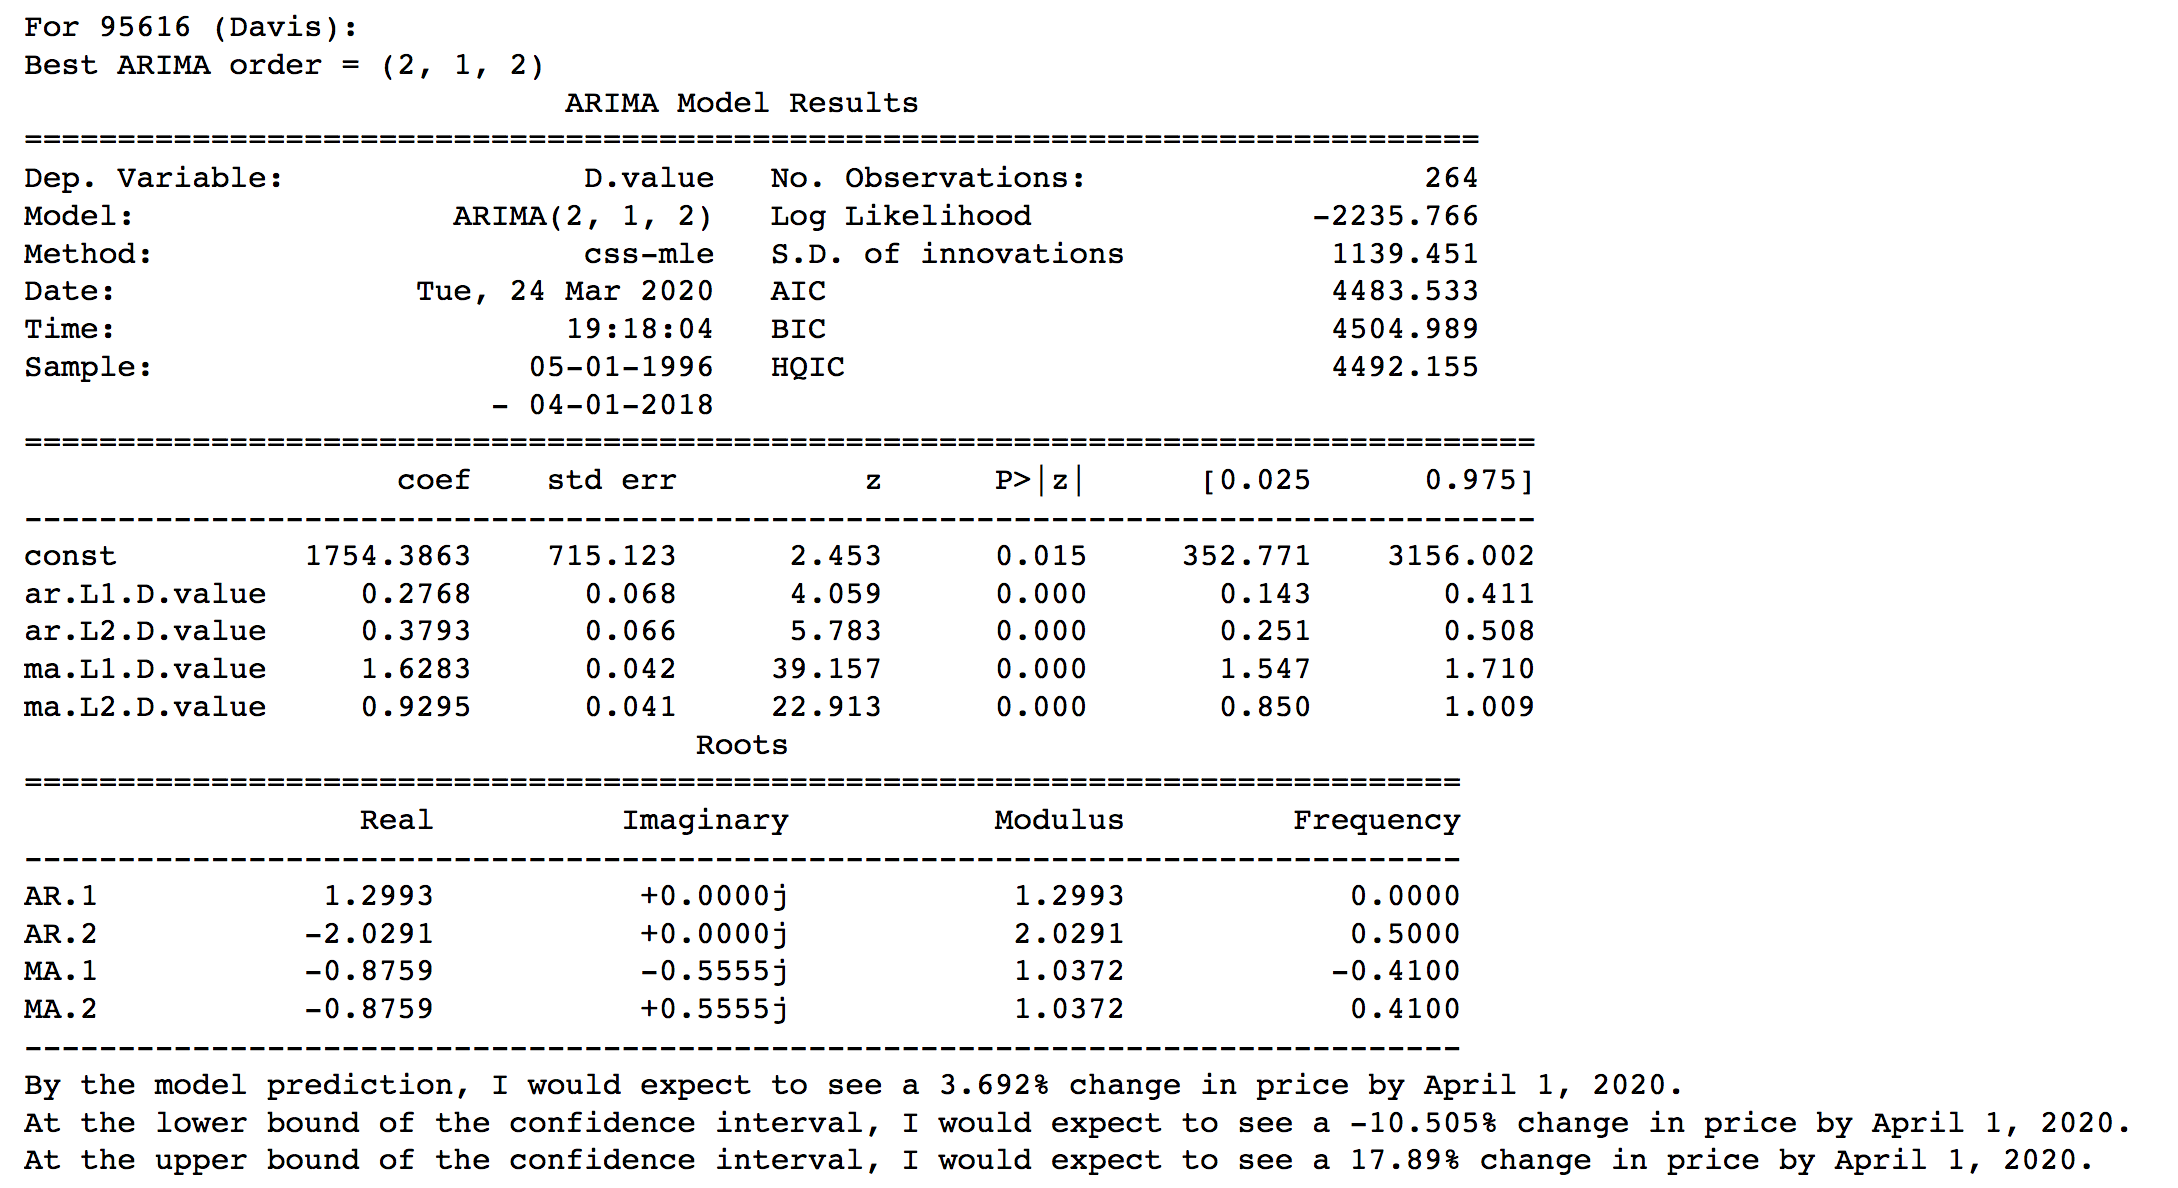 For 95616 (Davis):
Best ARIMA order = (2, 1, 2)
                             ARIMA Model Results
==============================================================================
Dep. Variable:                D.value   No. Observations:                  264
Model:                 ARIMA(2, 1, 2)   Log Likelihood               -2235.766
Method:                       css-mle   S.D. of innovations           1139.451
Date:                Tue, 24 Mar 2020   AIC                           4483.533
Time:                        19:18:04   BIC                           4504.989
Sample:                    05-01-1996   HQIC                          4492.155
                         - 04-01-2018
=================================================================================
                    coef    std err          z      P>|z|      [0.025      0.975]
---------------------------------------------------------------------------------
const          1754.3863    715.123      2.453      0.015     352.771    3156.002
ar.L1.D.value     0.2768      0.068      4.059      0.000       0.143       0.411
ar.L2.D.value     0.3793      0.066      5.783      0.000       0.251       0.508
ma.L1.D.value     1.6283      0.042     39.157      0.000       1.547       1.710
ma.L2.D.value     0.9295      0.041     22.913      0.000       0.850       1.009
                                    Roots
=============================================================================
                  Real          Imaginary           Modulus         Frequency
-----------------------------------------------------------------------------
AR.1            1.2993           +0.0000j            1.2993            0.0000
AR.2           -2.0291           +0.0000j            2.0291            0.5000
MA.1           -0.8759           -0.5555j            1.0372           -0.4100
MA.2           -0.8759           +0.5555j            1.0372            0.4100
-----------------------------------------------------------------------------
By the model prediction, I would expect to see a 3.692% change in price by April 1, 2020.
At the lower bound of the confidence interval, I would expect to see a -10.505% change in price by April 1, 2020.
At the upper bound of the confidence interval, I would expect to see a 17.89% change in price by April 1, 2020.